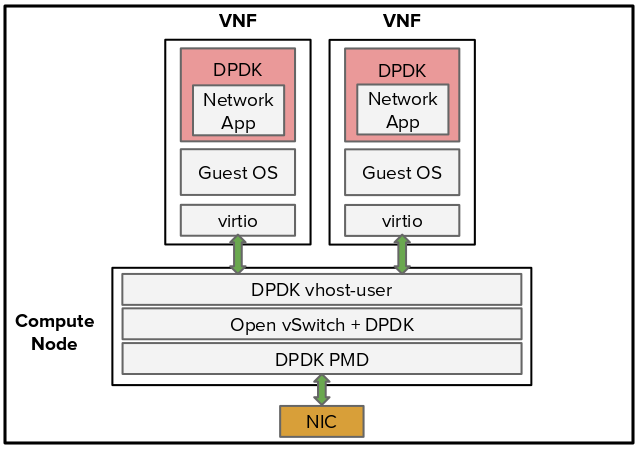 VNF
VNF
DPDK
Network
App
Guest OS
virtio
DPDK
Network
App
Guest OS
virtio
Compute
Node
DPDK vhost-user
Open vSwitch + DPDK
DPDK PMD
NIC